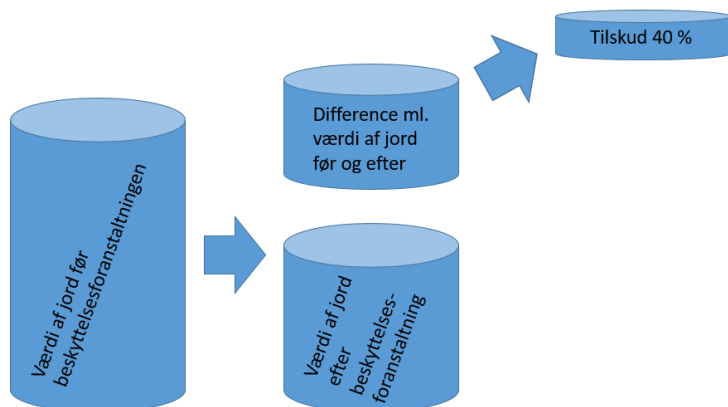 Værdi af jord før
beskyttelsesforanstaltningen
Difference ml.
værdi af jord
før og efter
Værdi af jord
efter
beskyttelses-
foranstaltning
Tilskud 40 %